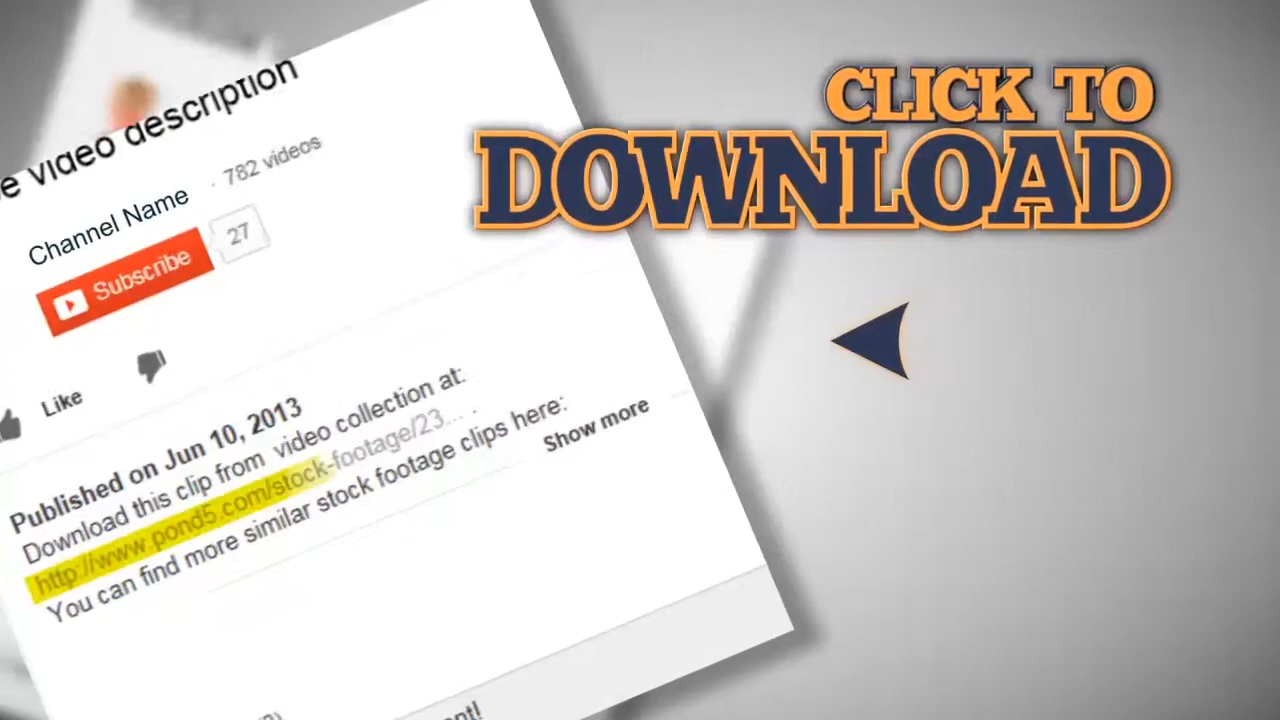 CLICK TO
DOWNLOAD
e video description
Channel Name · 782 videos
Subscribe 27
Like
Published on Jun 10, 2013
Download this clip from video collection at:
http://www.pond5.com/stock-footage/23... .
You can find more similar stock footage clips here:
Show more